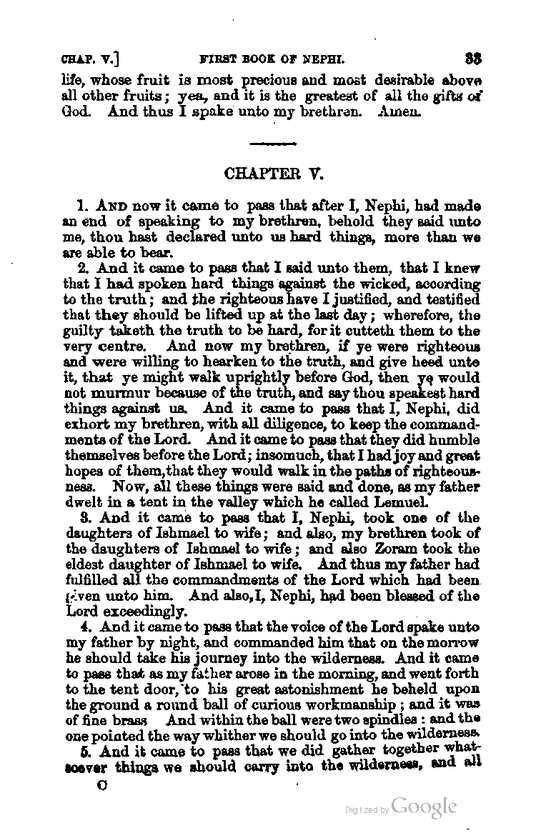 CHAP. V.] FIRST BOOK OF NEPHI. 33
life, whose fruit is most precious and most desirable above
all other fruits; yea, and it is the greatest of all the gifts of
God. And thus I spake unto my brethren. Amen.
CHAPTER V.
1. AND now it came to pass that after I, Nephi, had made
an end of speaking to my brethren, behold they said unto
me, thou hast declared unto us hard things, more than we
are able to bear.
2. And it came to pass that I said unto them, that I knew
that I had spoken hard things against the wicked, according
to the truth; and the righteous have I justified, and testified
that they should be lifted up at the last day; wherefore, the
guilty taketh the truth to be hard, for it cutteth them to the
very centre. And now my brethren, if ye were righteous
and were willing to hearken to the truth, and give heed unto
it, that ye might walk uprightly before God, then ye would
not murmur because of the truth, and say thou speakest hard
things against us. And it came to pass that I, Nephi, did
exhort my brethren, with all diligence, to keep the command-
ments of the Lord. And it came to pass that they did humble
themselves before the Lord; insomuch, that I had joy and great
hopes of them, that they would walk in the paths of righteous-
ness. Now, all these things were said and done, as my father
dwelt in a tent in the valley which he called Lemuel.
3. And it came to pass that I, Nephi, took one of the
daughters of Ishmael to wife; and also, my brethren took of
the daughters of Ishmael to wife; and also Zoram took the
eldest daughter of Ishmael to wife. And thus my father had
fulfilled all the commandments of the Lord which had been
given unto him. And also, I, Nephi, had been blessed of the
Lord exceedingly.
4. And it came to pass that the voice of the Lord spake unto
my father by night, and commanded him that on the morrow
he should take his journey into the wilderness. And it came
to pass that as my father arose in the morning, and went forth
to the tent door, to his great astonishment he beheld upon
the ground a round ball of curious workmanship; and it was
of fine brass And within the ball were two spindles: and the
one pointed the way whither we should go into the wilderness.
5. And it came to pass that we did gather together what-
soever things we should carry into the wilderness, and all
C
Digitized by Google